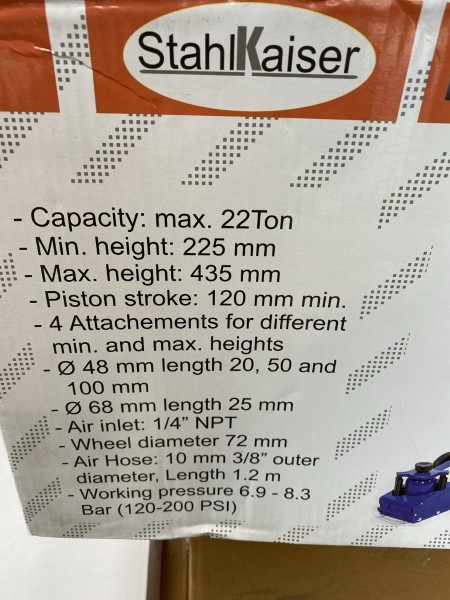 StahlKaiser
- Capacity: max. 22Ton
- Min. height: 225 mm
- Max. height: 435 mm
- Piston stroke: 120 mm min.
- 4 Attachements for different
min. and max. heights
- Ø 48 mm length 20, 50 and
100 mm
- Ø 68 mm length 25 mm
- Air inlet: 1/4” NPT
- Wheel diameter 72 mm
- Air Hose: 10 mm 3/8” outer
diameter, Length 1.2 m
- Working pressure 6.9 - 8.3
Bar (120-200 PSI)